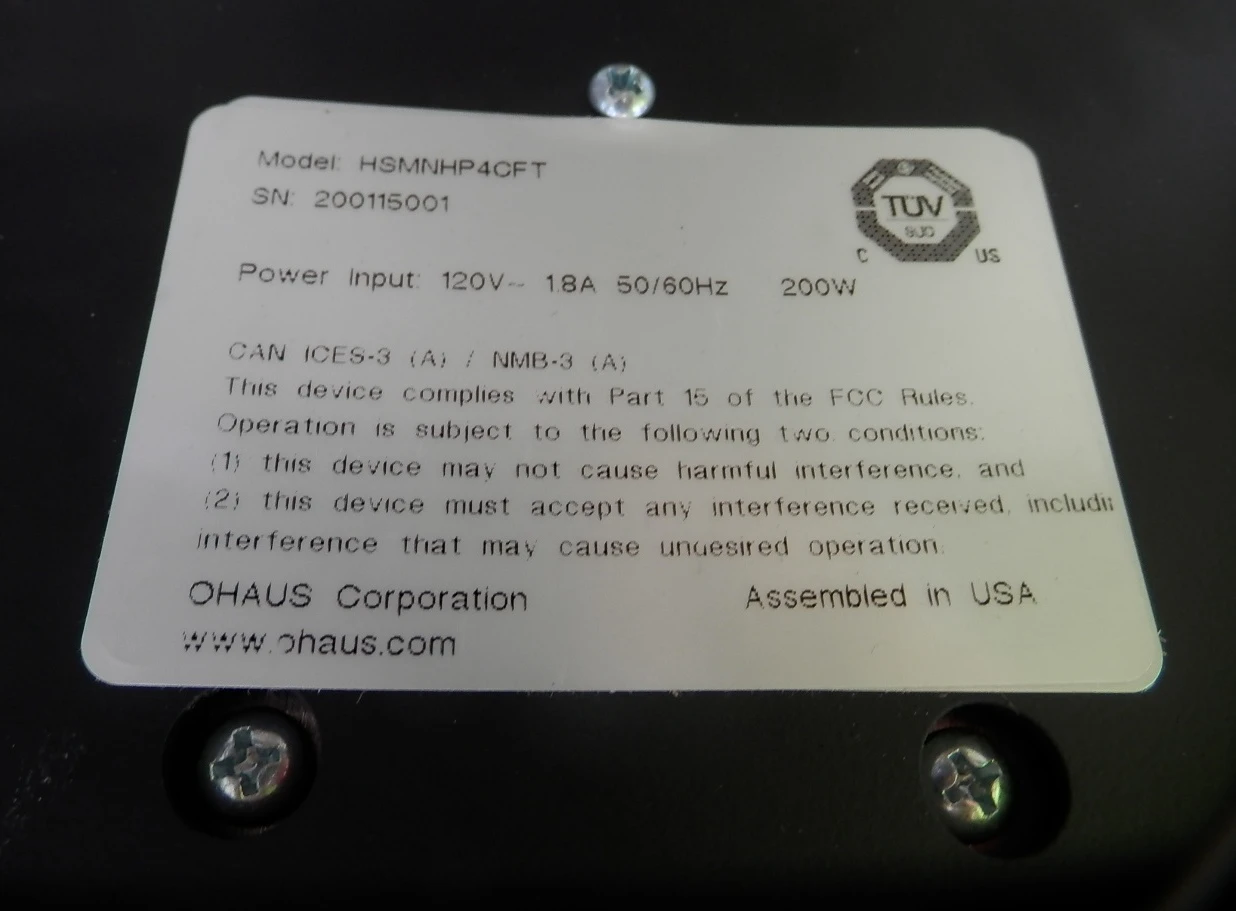 Model: HSMNHP4CFT
SN: 200115001
TÜV
SÜD
C US
Power Input: 120V~ 1.8A 50/60Hz 200W
CAN ICES-3 (A) / NMB-3 (A)
This device complies with Part 15 of the FCC Rules.
Operation is subject to the following two conditions:
(1) this device may not cause harmful interference, and
(2) this device must accept any interference received, includi
interference that may cause undesired operation.
OHAUS Corporation Assembled in USA
www.ohaus.com